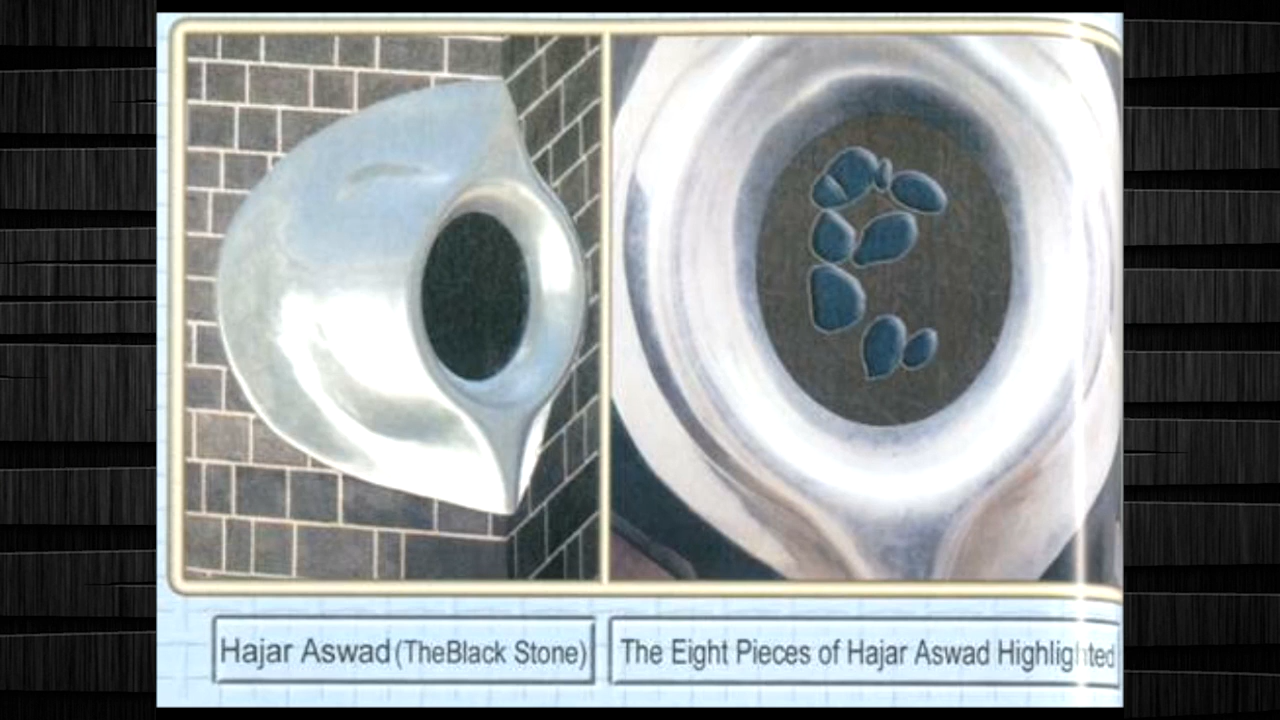 Hajar Aswad (TheBlack Stone)
The Eight Pieces of Hajar Aswad Highlighted